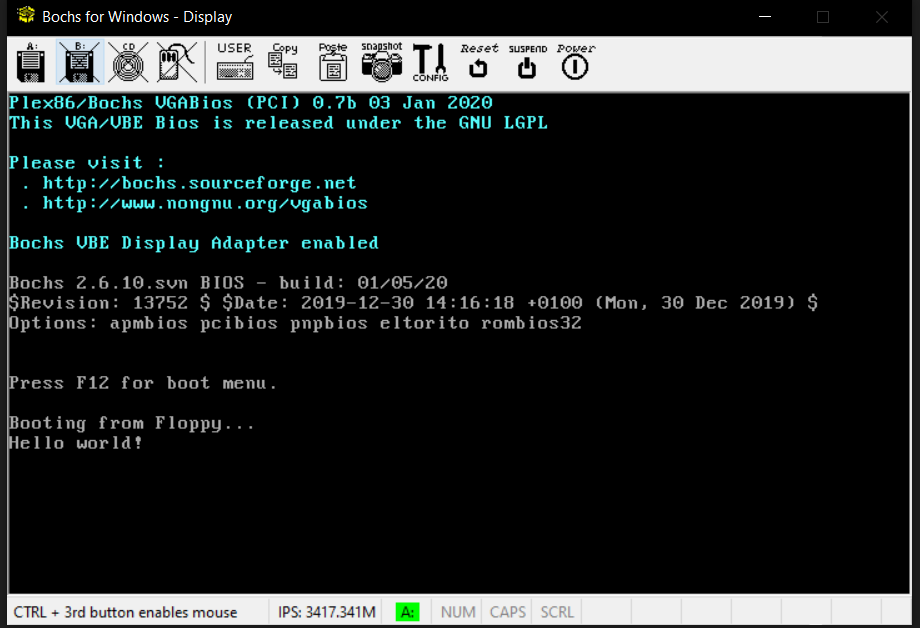 Bochs for Windows - Display
A: B: CD USER Copy Paste snapshot CONFIG Reset SUSPEND Power
Plex86/Bochs VGABios (PCI) 0.7b 03 Jan 2020
This VGA/VBE Bios is released under the GNU LGPL
Please visit :
. http://bochs.sourceforge.net
. http://www.nongnu.org/vgabios
Bochs VBE Display Adapter enabled
Bochs 2.6.10.svn BIOS - build: 01/05/20
$Revision: 13752 $ $Date: 2019-12-30 14:16:18 +0100 (Mon, 30 Dec 2019) $
Options: apmbios pcibios pnpbios eltorito rombios32
Press F12 for boot menu.
Booting from Floppy...
Hello world!
CTRL + 3rd button enables mouse IPS: 3417.341M A: NUM CAPS SCRL